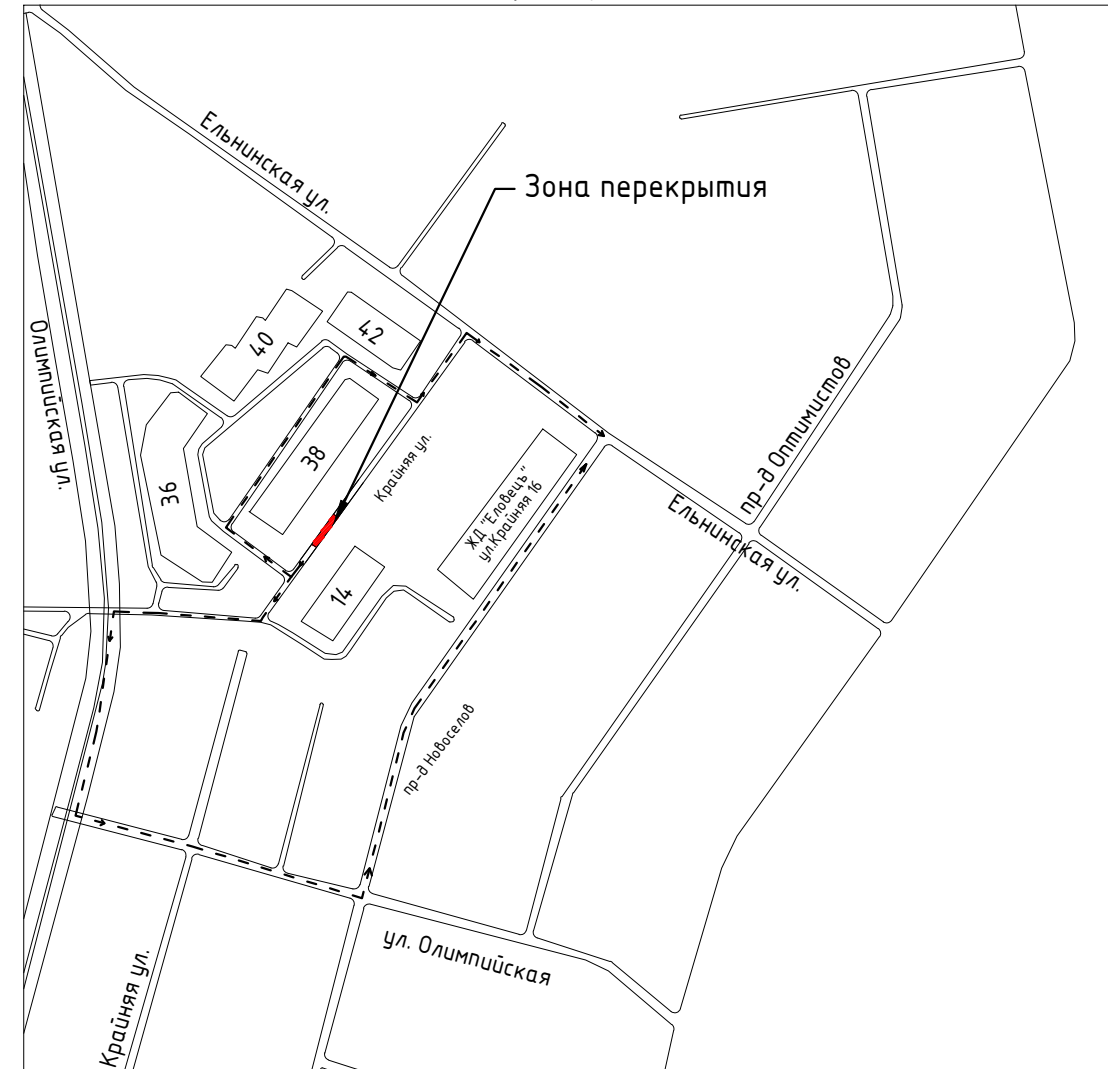 Ельнинская ул.
Зона перекрытия
Олимпийская ул.
42
40
38
36
Крайняя ул.
пр-д Оптимистов
ЖД "Еловецъ"
ул.Крайняя 16
Ельнинская ул.
14
пр-д Новоселов
ул. Олимпийская
Крайняя ул.